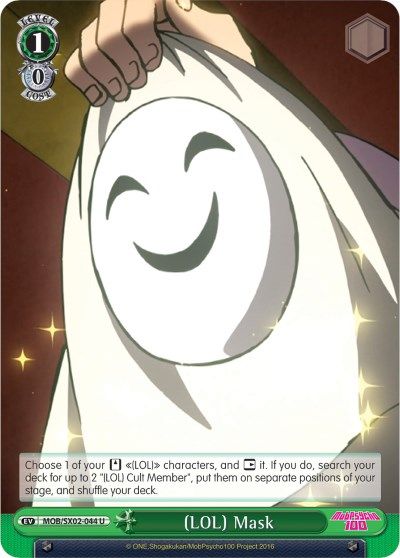 LEVEL
1
0
COST
Choose 1 of your «(LOL)» characters, and it. If you do, search your
deck for up to 2 "(LOL) Cult Member", put them on separate positions of
your stage, and shuffle your deck.
EV MOB/SX02-044 U
(LOL) Mask
MobPsycho 100
© ONE,Shogakukan/MobPsycho100 Project 2016